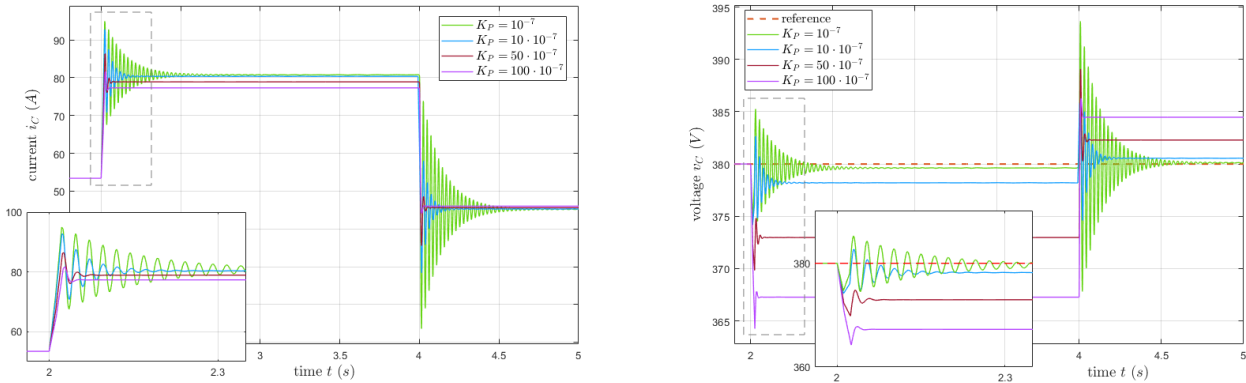 95
90
80
70
60
50
current i_C (A)
K_P = 10^{-7}
K_P = 10 · 10^{-7}
K_P = 50 · 10^{-7}
K_P = 100 · 10^{-7}
100
80
60
2
2.3
3
3.5
4
4.5
5
time t (s)
395
390
385
380
375
370
365
voltage v_C (V)
reference
K_P = 10^{-7}
K_P = 10 · 10^{-7}
K_P = 50 · 10^{-7}
K_P = 100 · 10^{-7}
380
360
2
2.3
2
4
4.5
5
time t (s)